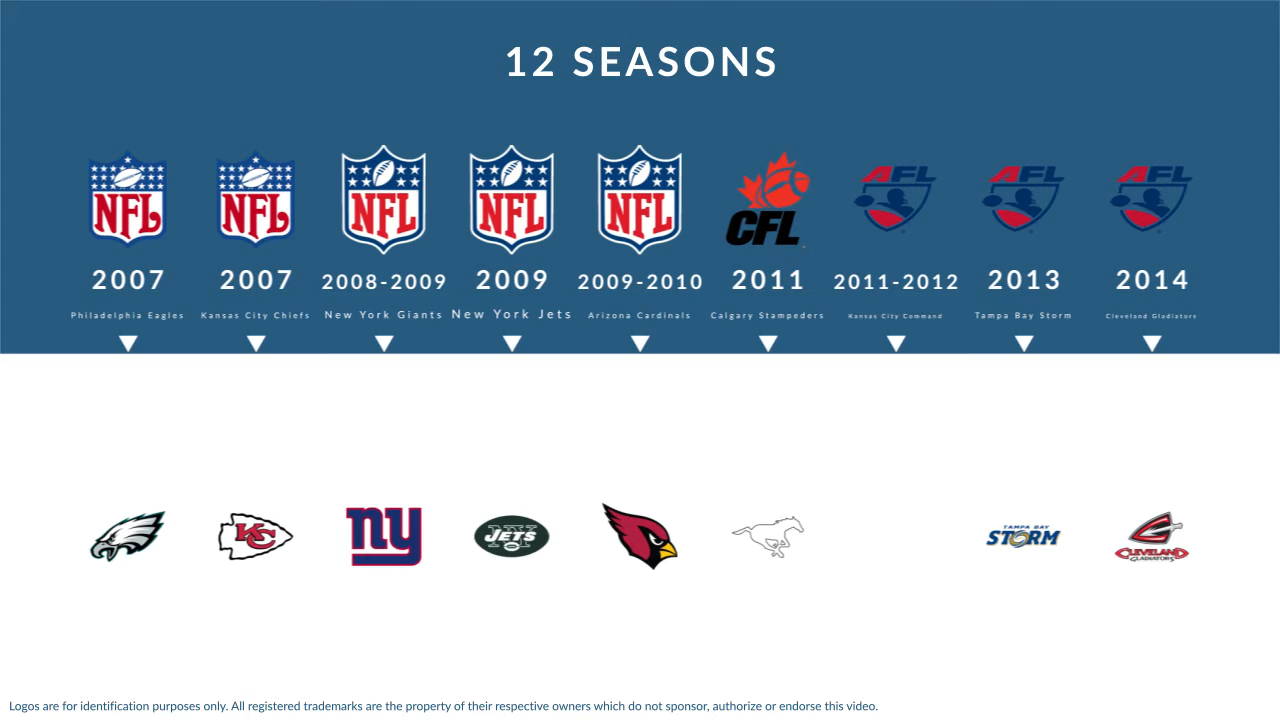 12 SEASONS
NFL NFL NFL NFL NFL CFL AFL AFL AFL
2007 2007 2008-2009 2009 2009-2010 2011 2011-2012 2013 2014
Philadelphia Eagles Kansas City Chiefs New York Giants New York Jets Arizona Cardinals Calgary Stampeders Kansas City Command Tampa Bay Storm Cleveland Gladiators
KC ny NY JETS TAMPA BAY STORM C CLEVELAND GLADIATORS
Logos are for identification purposes only. All registered trademarks are the property of their respective owners which do not sponsor, authorize or endorse this video.